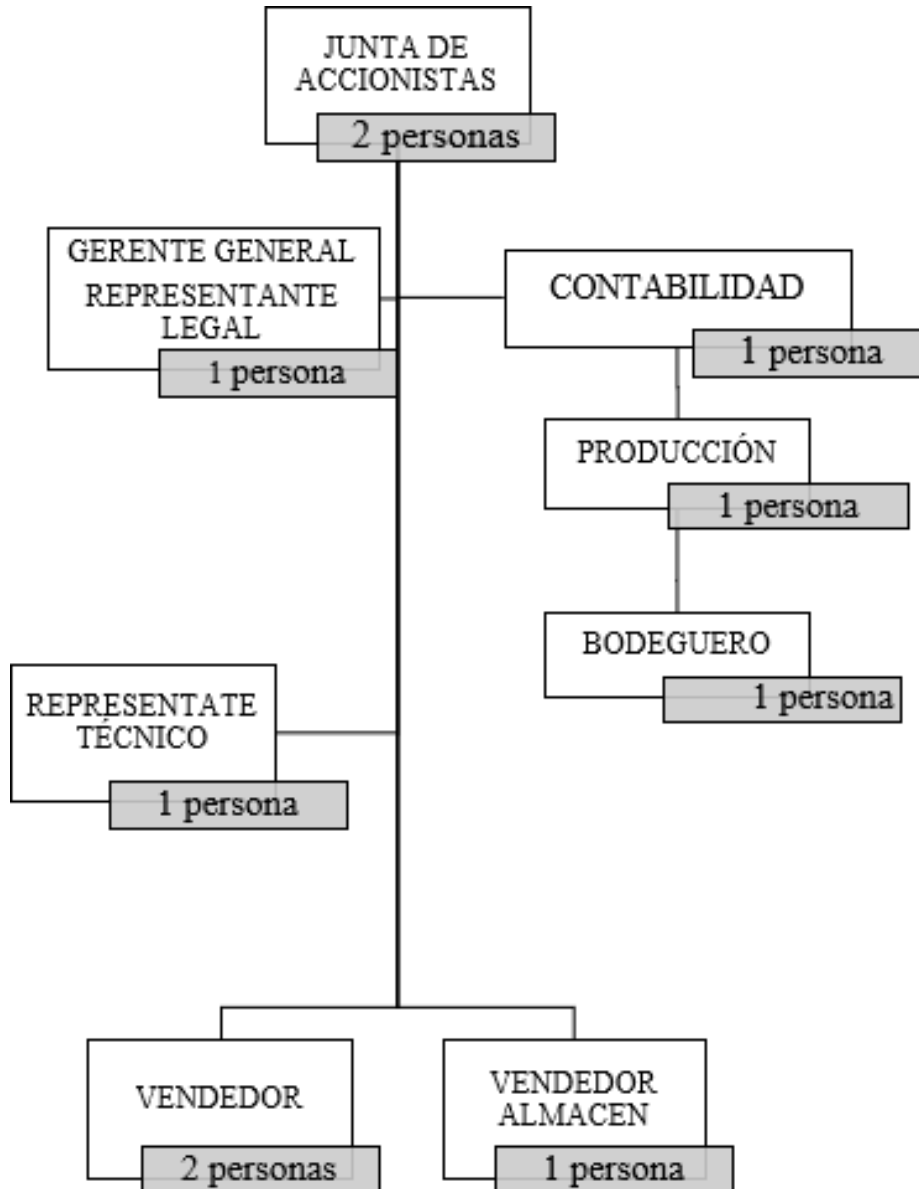 JUNTA DE
ACCIONISTAS
2 personas
GERENTE GENERAL
REPRESENTANTE
LEGAL
1 persona
CONTABILIDAD
1 persona
PRODUCCIÓN
1 persona
BODEGUERO
1 persona
REPRESENTATE
TÉCNICO
1 persona
VENDEDOR
2 personas
VENDEDOR
ALMACEN
1 persona